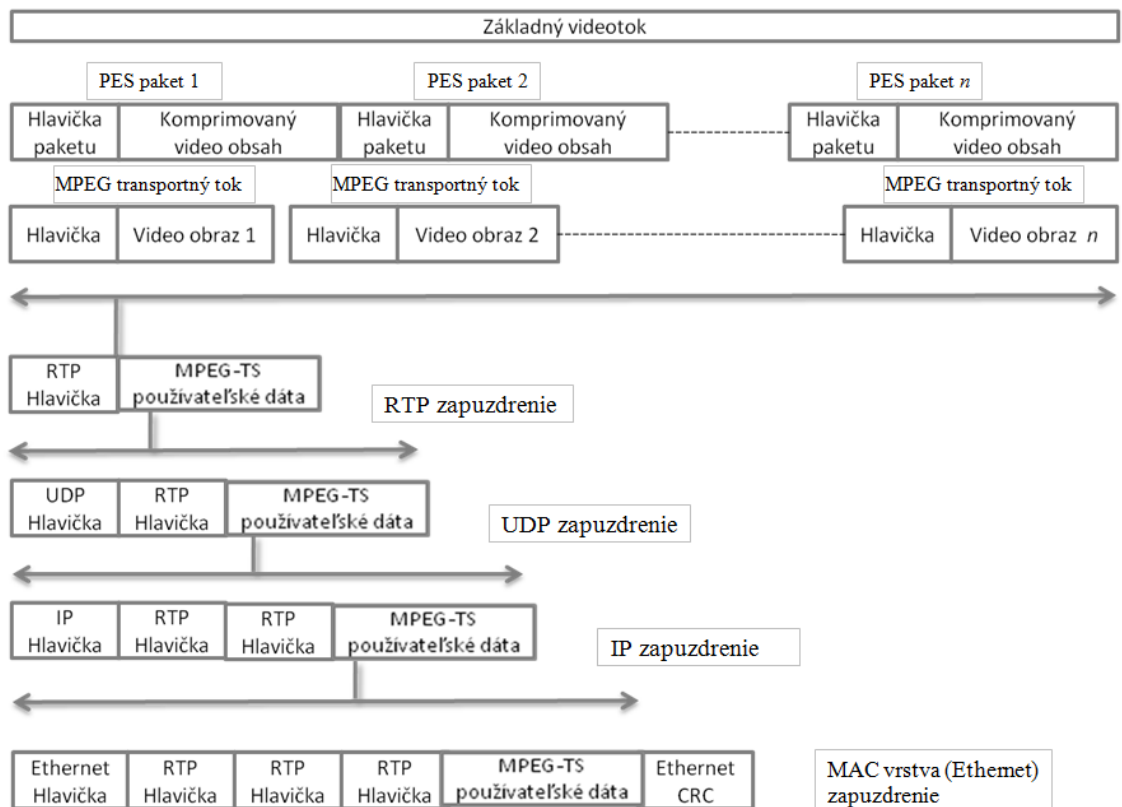 Základný videotok
PES paket 1
PES paket 2
PES paket n
Hlavička
paketu
Komprimovaný
video obsah
Hlavička
paketu
Komprimovaný
video obsah
Hlavička
paketu
Komprimovaný
video obsah
MPEG transportný tok
MPEG transportný tok
MPEG transportný tok
Hlavička
Video obraz 1
Hlavička
Video obraz 2
Hlavička
Video obraz n
RTP
Hlavička
MPEG-TS
používateľské dáta
RTP zapuzdrenie
UDP
Hlavička
RTP
Hlavička
MPEG-TS
používateľské dáta
UDP zapuzdrenie
IP
Hlavička
RTP
Hlavička
RTP
Hlavička
MPEG-TS
používateľské dáta
IP zapuzdrenie
Ethernet
Hlavička
RTP
Hlavička
RTP
Hlavička
RTP
Hlavička
MPEG-TS
používateľské dáta
Ethernet
CRC
MAC vrstva (Ethernet)
zapuzdrenie